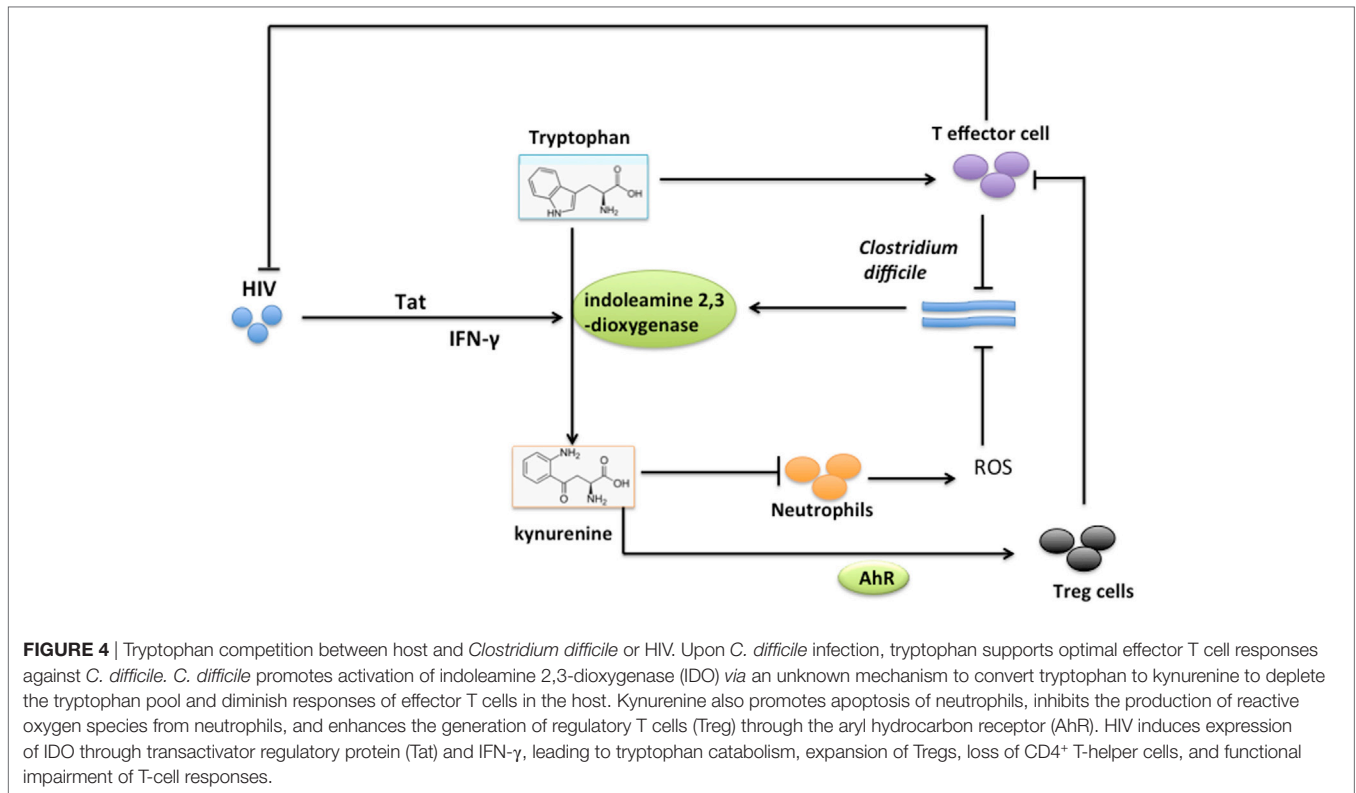 T effector cell
Tryptophan
O
OH
HN
NH₂
Clostridium
difficile
HIV
Tat
IFN-γ
indoleamine 2,3
-dioxygenase
NH₂
O
OH
O
NH₂
kynurenine
Neutrophils
ROS
AhR
Treg cells
FIGURE 4 | Tryptophan competition between host and Clostridium difficile or HIV. Upon C. difficile infection, tryptophan supports optimal effector T cell responses
against C. difficile. C. difficile promotes activation of indoleamine 2,3-dioxygenase (IDO) via an unknown mechanism to convert tryptophan to kynurenine to deplete
the tryptophan pool and diminish responses of effector T cells in the host. Kynurenine also promotes apoptosis of neutrophils, inhibits the production of reactive
oxygen species from neutrophils, and enhances the generation of regulatory T cells (Treg) through the aryl hydrocarbon receptor (AhR). HIV induces expression
of IDO through transactivator regulatory protein (Tat) and IFN-γ, leading to tryptophan catabolism, expansion of Tregs, loss of CD4⁺ T-helper cells, and functional
impairment of T-cell responses.